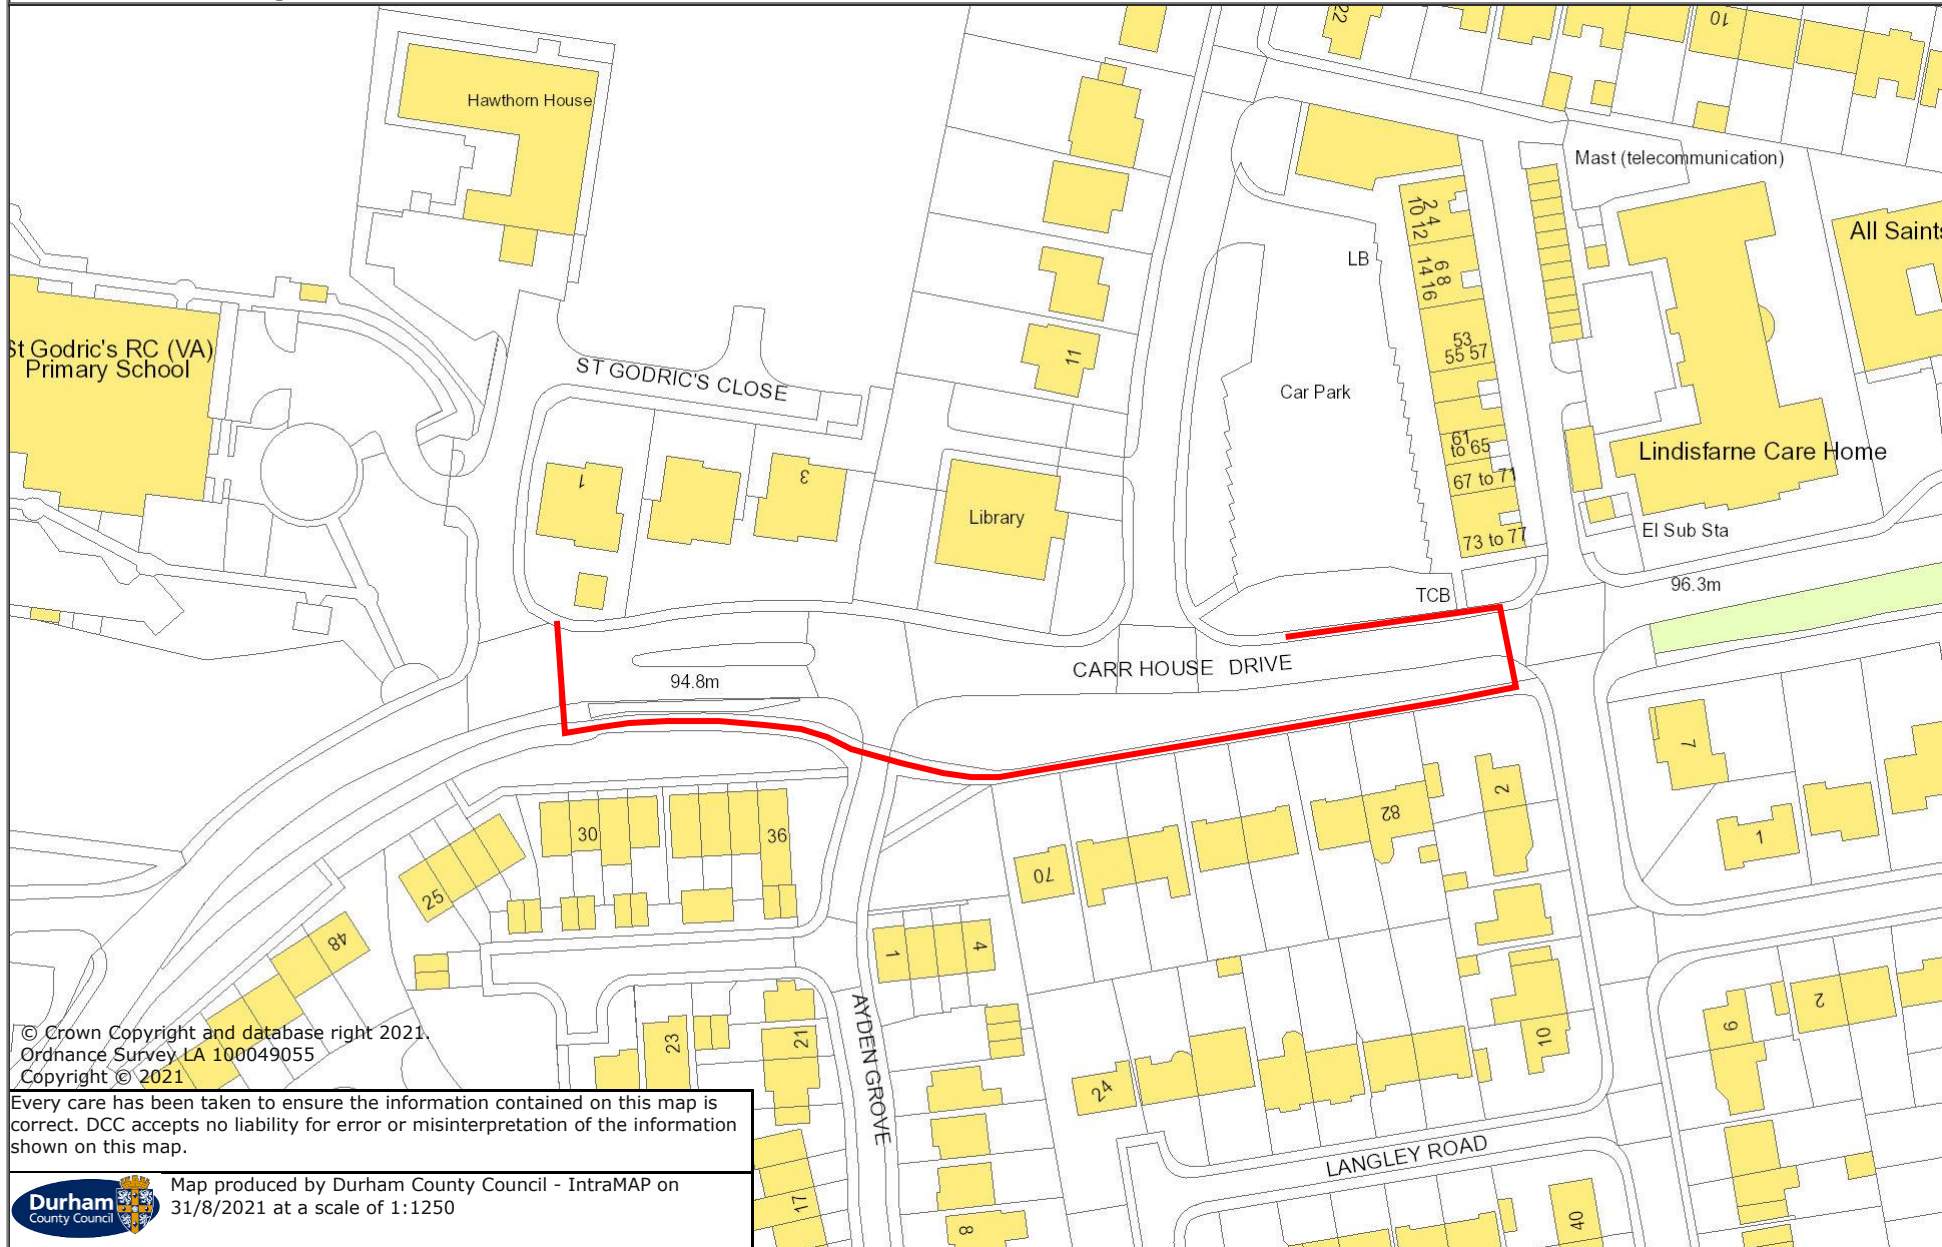 22
10
Hawthorn House
Mast (telecommunication)
2 4
10 12
All Saints
LB
6 8
14 16
St Godric's RC (VA)
Primary School
53
55 57
11
ST GODRIC'S CLOSE
Car Park
61
to 65
Lindisfarne Care Home
67 to 71
1
3
Library
El Sub Sta
73 to 77
96.3m
TCB
CARR HOUSE DRIVE
94.8m
7
2
82
30
36
1
70
25
48
1
4
AYDEN GROVE
2
6
10
23
21
24
LANGLEY ROAD
17
8
40
© Crown Copyright and database right 2021.
Ordnance Survey LA 100049055
Copyright © 2021
Every care has been taken to ensure the information contained on this map is
correct. DCC accepts no liability for error or misinterpretation of the information
shown on this map.
Durham
County Council
Map produced by Durham County Council - IntraMAP on
31/8/2021 at a scale of 1:1250